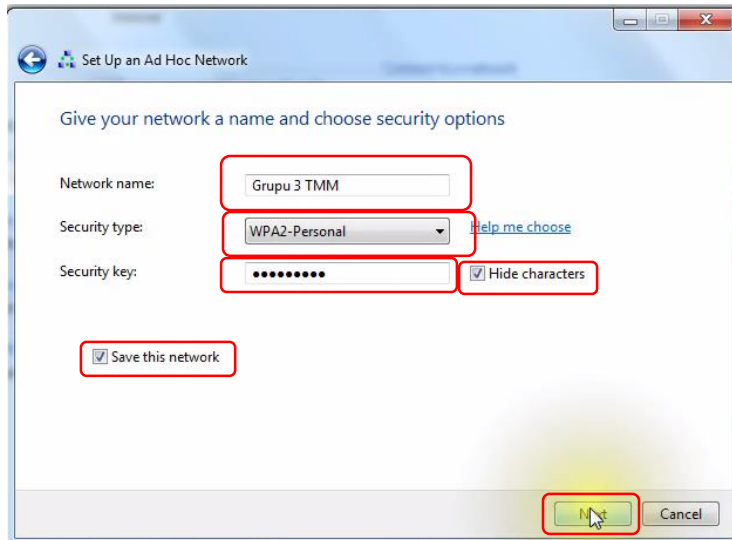 Set Up an Ad Hoc Network
Give your network a name and choose security options
Network name:
Grupu 3 TMM
Security type:
WPA2-Personal
Help me choose
Security key:
•••••••••
Hide characters
Save this network
Next
Cancel